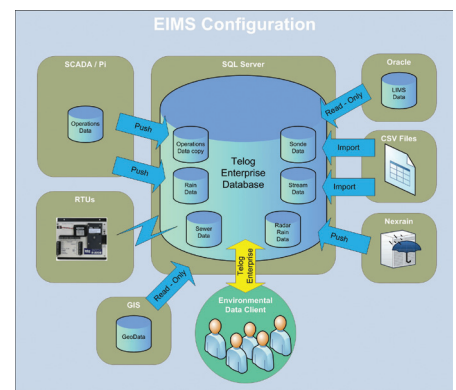 EIMS Configuration
SCADA / Pi
Operations
Data
Push
Push
RTUs
GIS
GeoData
Read - Only
SQL Server
Operations
Data copy
Rain
Data
Sewer
Data
Telog
Enterprise
Database
Sonde
Data
Stream
Data
Radar
Rain
Data
Telog
Enterprise
Environmental
Data Client
Oracle
LIMS
Data
Read - Only
CSV Files
Import
Import
Nexrain
Push